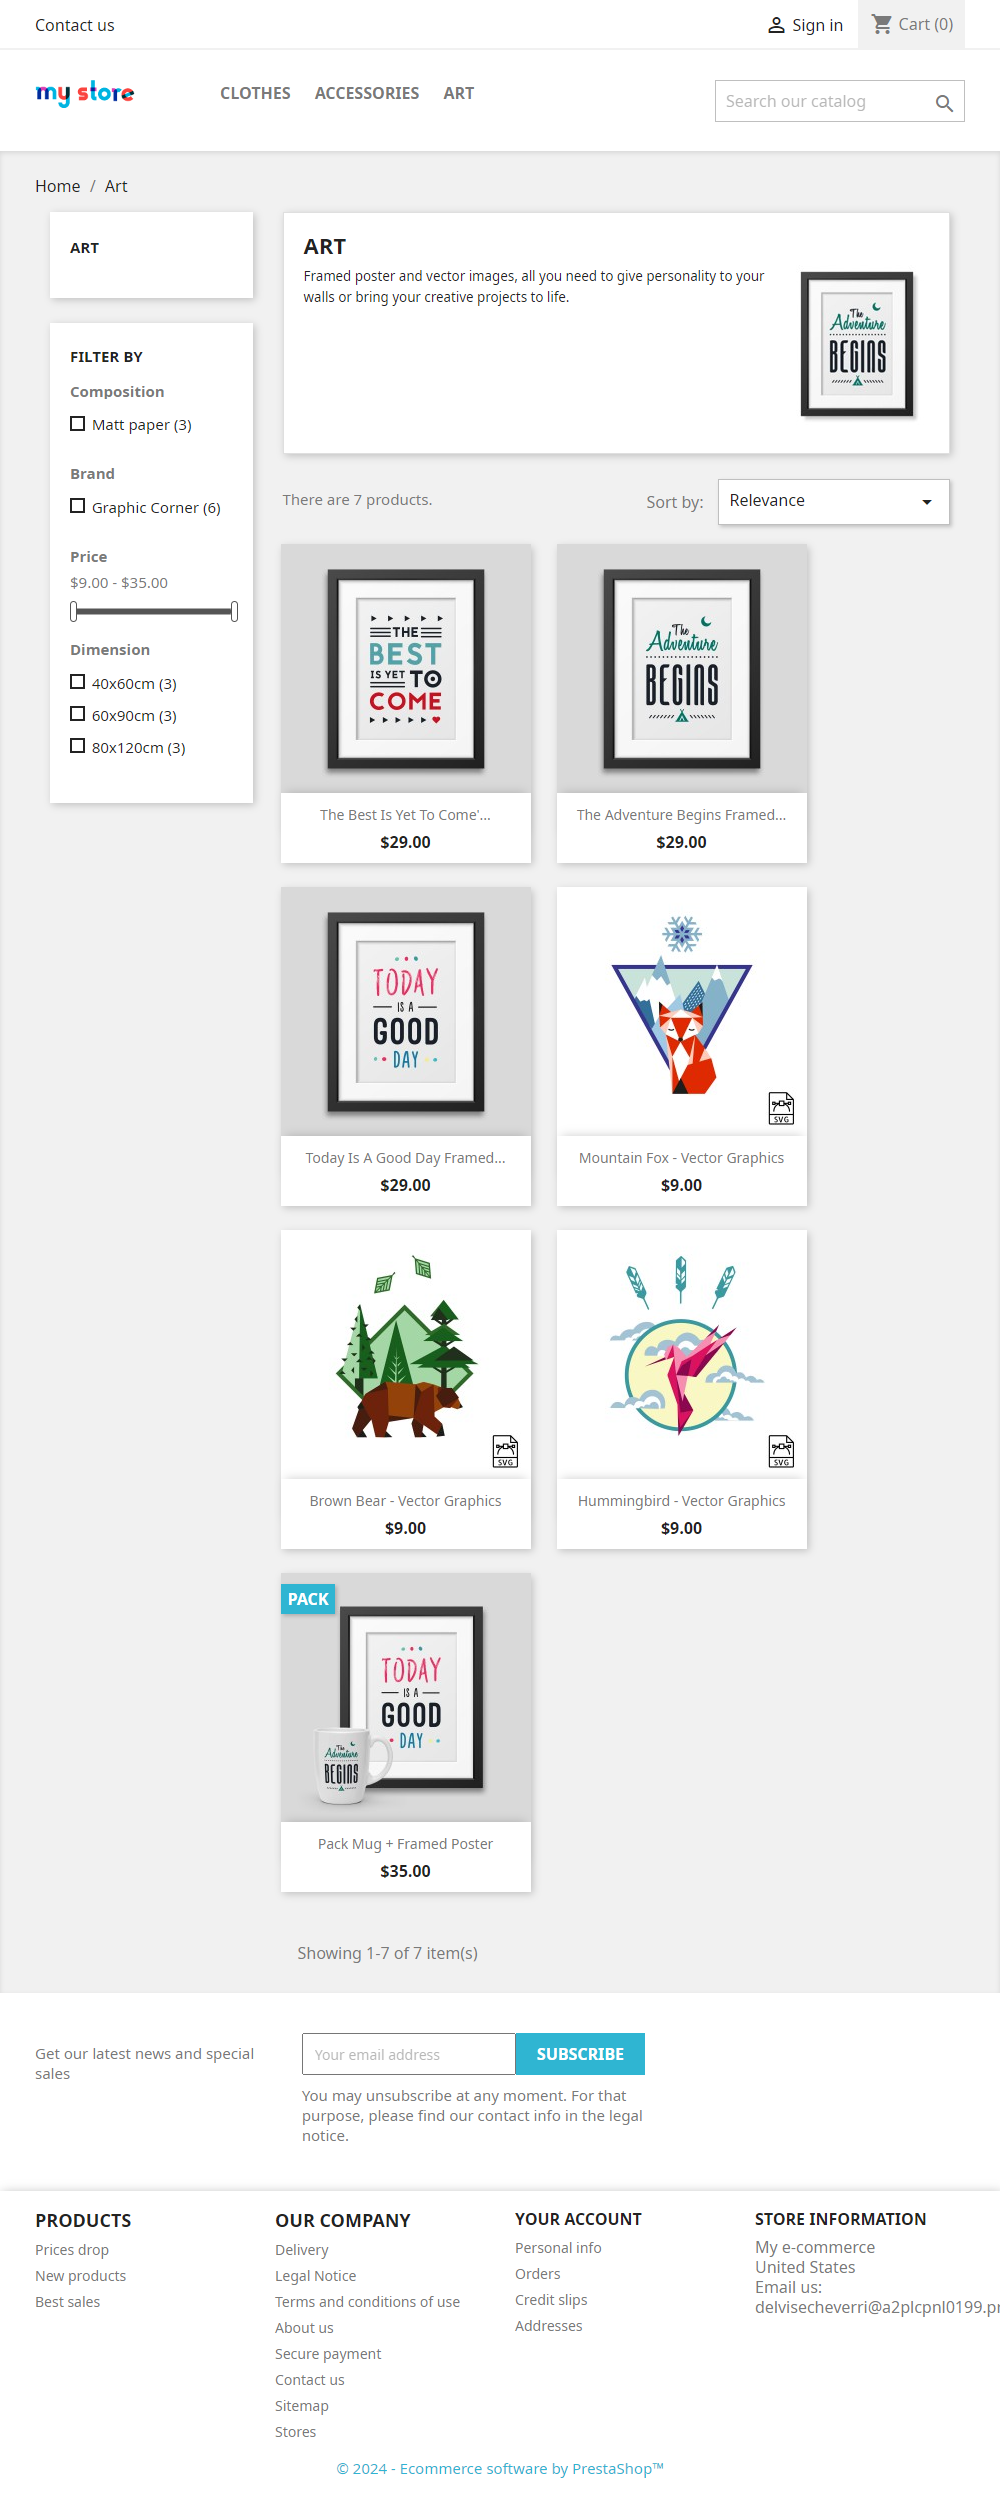 Contact us
Sign in
Cart (0)
my store
CLOTHES ACCESSORIES ART
Search our catalog
Home / Art
ART
ART
Framed poster and vector images, all you need to give personality to your
walls or bring your creative projects to life.
The
Adventure
BEGINS
FILTER BY
Composition
Matt paper (3)
Brand
Graphic Corner (6)
Price
$9.00 - $35.00
Dimension
40x60cm (3)
60x90cm (3)
80x120cm (3)
There are 7 products.
Sort by:
Relevance
THE
BEST
IS YET TO
COME
The Best Is Yet To Come'...
$29.00
The
Adventure
BEGINS
The Adventure Begins Framed...
$29.00
TODAY
IS A
GOOD
DAY
Today Is A Good Day Framed...
$29.00
SVG
Mountain Fox - Vector Graphics
$9.00
SVG
Brown Bear - Vector Graphics
$9.00
SVG
Hummingbird - Vector Graphics
$9.00
PACK
TODAY
IS A
GOOD
DAY
The
Adventure
BEGINS
Pack Mug + Framed Poster
$35.00
Showing 1-7 of 7 item(s)
Get our latest news and special
sales
Your email address
SUBSCRIBE
You may unsubscribe at any moment. For that
purpose, please find our contact info in the legal
notice.
PRODUCTS
Prices drop
New products
Best sales
OUR COMPANY
Delivery
Legal Notice
Terms and conditions of use
About us
Secure payment
Contact us
Sitemap
Stores
YOUR ACCOUNT
Personal info
Orders
Credit slips
Addresses
STORE INFORMATION
My e-commerce
United States
Email us:
delvisecheverri@a2plcpnl0199.pr
© 2024 - Ecommerce software by PrestaShop™